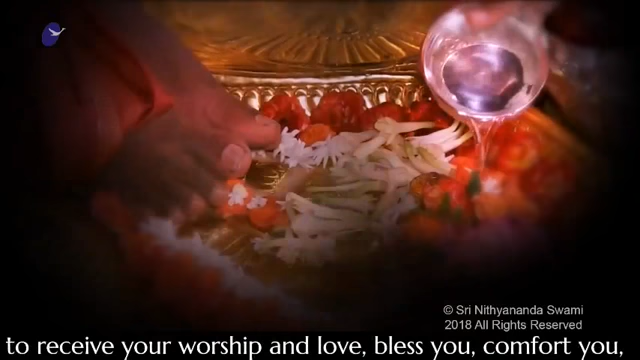 © Sri Nithyananda Swami
2018 All Rights Reserved
to receive your worship and love, bless you, comfort you,